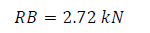 RB = 2.72 kN